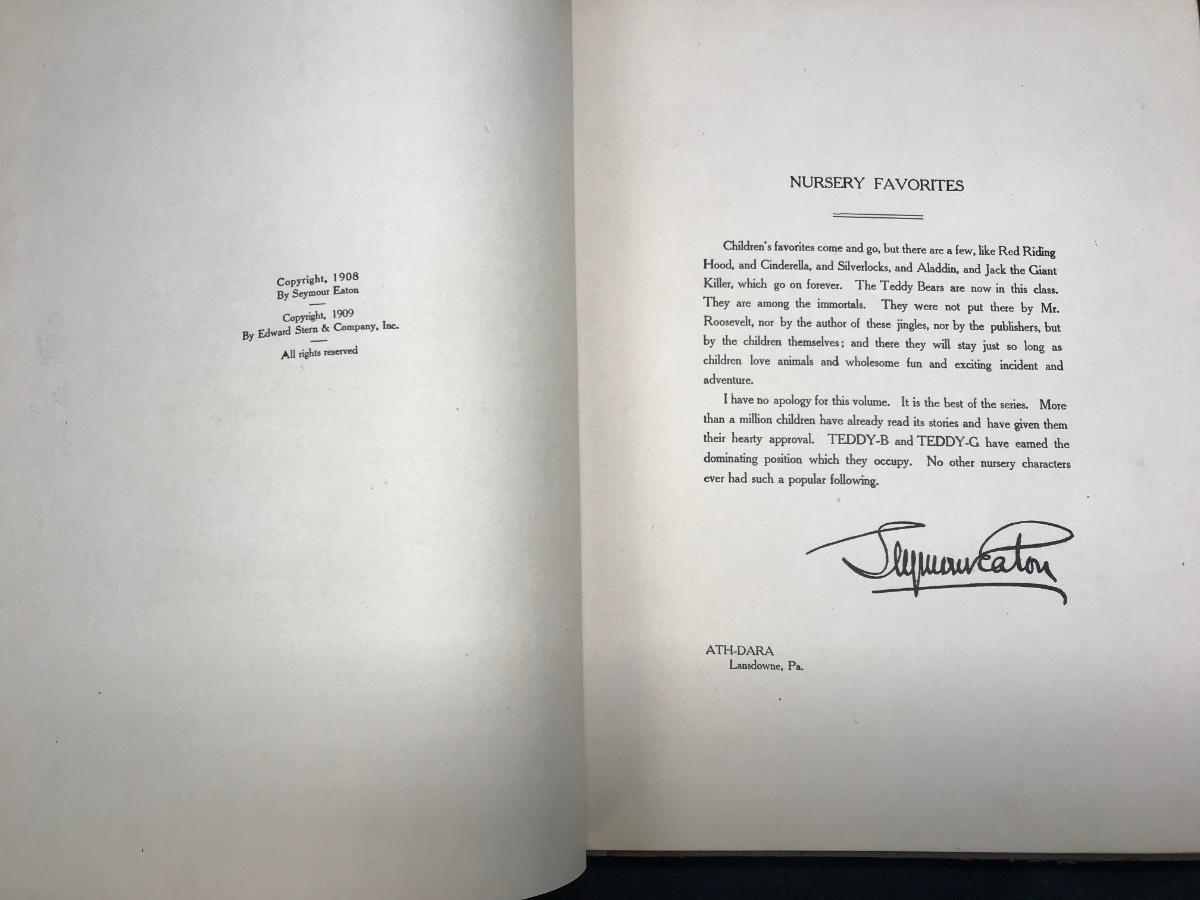 Copyright, 1908
By Seymour Eaton
Copyright, 1909
By Edward Stern & Company, Inc.
All rights reserved
NURSERY FAVORITES
Children's favorites come and go, but there are a few, like Red Riding
Hood, and Cinderella, and Silverlocks, and Aladdin, and Jack the Giant
Killer, which go on forever. The Teddy Bears are now in this class.
They are among the immortals. They were not put there by Mr.
Roosevelt, nor by the author of these jingles, nor by the publishers, but
by the children themselves; and there they will stay just so long as
children love animals and wholesome fun and exciting incident and
adventure.
I have no apology for this volume. It is the best of the series. More
than a million children have already read its stories and have given them
their hearty approval. TEDDY-B and TEDDY-G have earned the
dominating position which they occupy. No other nursery characters
ever had such a popular following.
Seymour Eaton
ATH-DARA
Lansdowne, Pa.